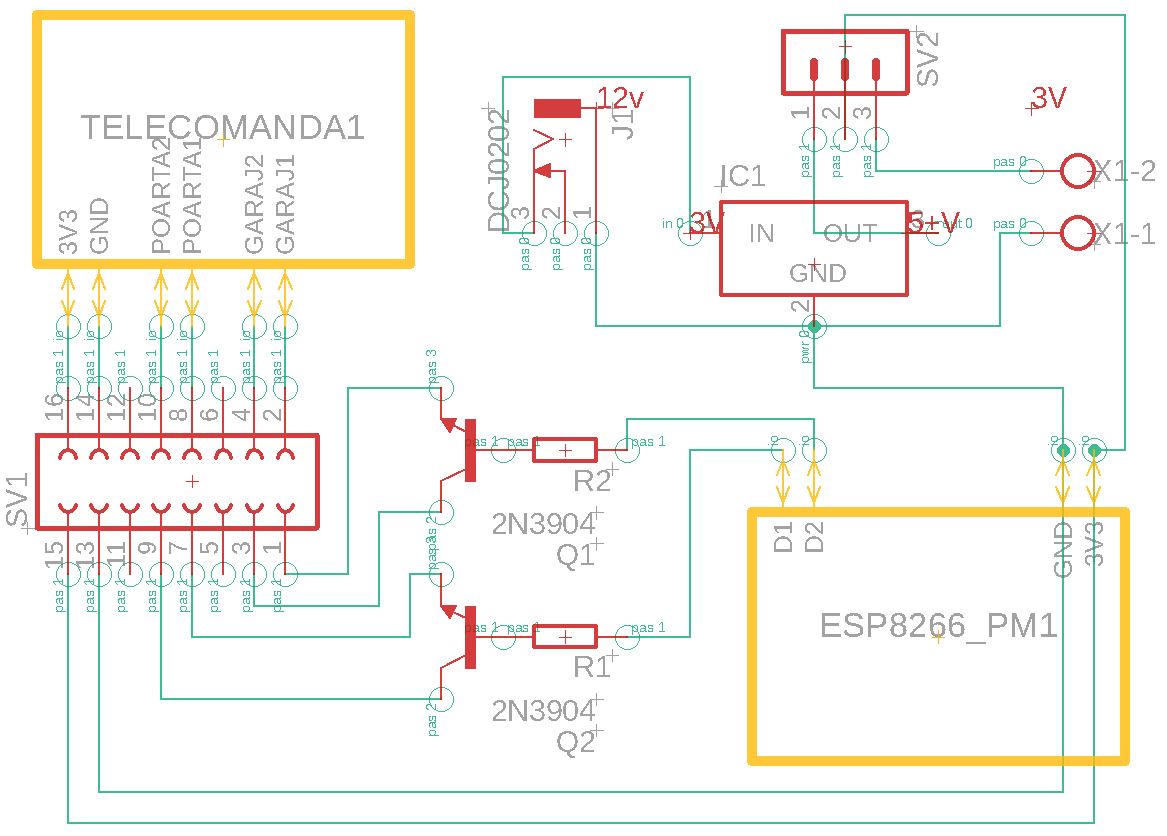 TELECOMANDA1
3V3
GND
POARTA2
POARTA1
GARAJ2
GARAJ1
io
io
io
io
io
io
pas 1
pas 1
pas 1
pas 1
pas 1
pas 1
pas 1
pas 1
16
14
12
10
8
6
4
2
SV1
15
13
11
9
7
5
3
1
pas 1
pas 1
pas 1
pas 1
pas 1
pas 1
pas 1
pas 1
DCJ0202
12v
J1
3
2
1
pas 0
pas 0
pas 0
SV2
1
2
3
pas 1
pas 1
pas 1
3V
pas 0
X1-2
pas 0
X1-1
IC1
in 0
3V
IN
OUT
GND
5+V
2
pwr 0
pas 3
pas 1
pas 1
pas 1
R2
2N3904
Q1
pas 2
pas 3
pas 1
pas 1
pas 1
R1
2N3904
Q2
pas 2
io
io
io
D1
D2
GND
3V3
ESP8266_PM1